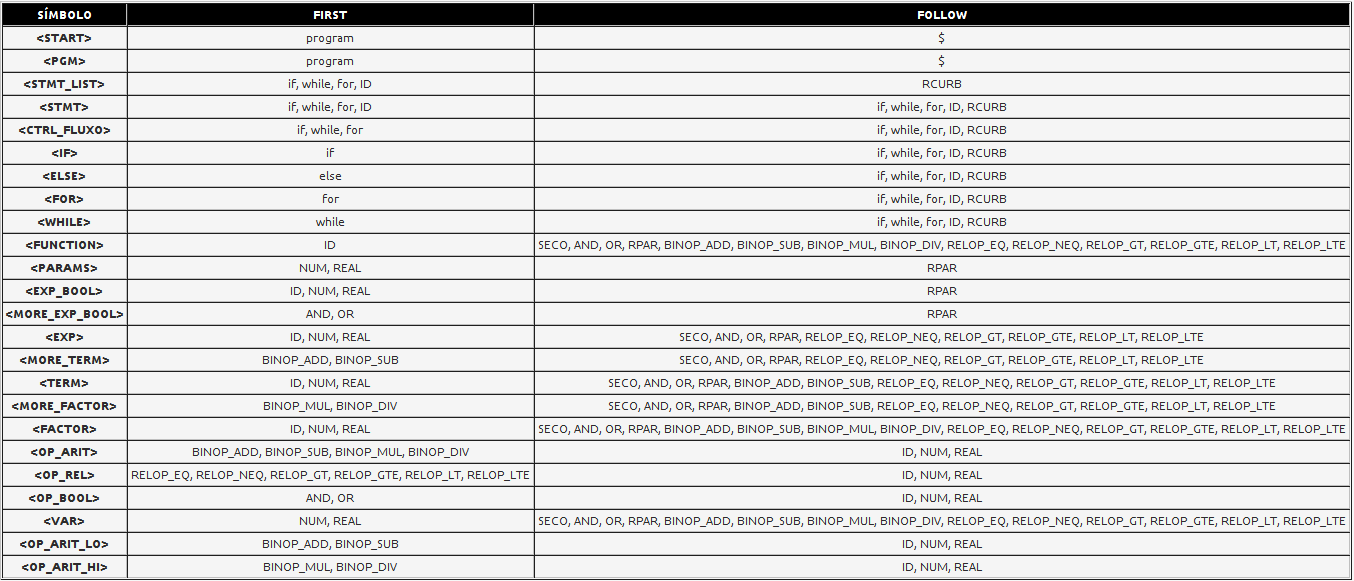 SÍMBOLO FIRST FOLLOW
<START> program $
<PGM> program $
<STMT_LIST> if, while, for, ID RCURB
<STMT> if, while, for, ID if, while, for, ID, RCURB
<CTRL_FLUXO> if, while, for if, while, for, ID, RCURB
<IF> if if, while, for, ID, RCURB
<ELSE> else if, while, for, ID, RCURB
<FOR> for if, while, for, ID, RCURB
<WHILE> while if, while, for, ID, RCURB
<FUNCTION> ID SECO, AND, OR, RPAR, BINOP_ADD, BINOP_SUB, BINOP_MUL, BINOP_DIV, RELOP_EQ, RELOP_NEQ, RELOP_GT, RELOP_GTE, RELOP_LT, RELOP_LTE
<PARAMS> NUM, REAL RPAR
<EXP_BOOL> ID, NUM, REAL RPAR
<MORE_EXP_BOOL> AND, OR RPAR
<EXP> ID, NUM, REAL SECO, AND, OR, RPAR, RELOP_EQ, RELOP_NEQ, RELOP_GT, RELOP_GTE, RELOP_LT, RELOP_LTE
<MORE_TERM> BINOP_ADD, BINOP_SUB SECO, AND, OR, RPAR, RELOP_EQ, RELOP_NEQ, RELOP_GT, RELOP_GTE, RELOP_LT, RELOP_LTE
<TERM> ID, NUM, REAL SECO, AND, OR, RPAR, BINOP_ADD, BINOP_SUB, RELOP_EQ, RELOP_NEQ, RELOP_GT, RELOP_GTE, RELOP_LT, RELOP_LTE
<MORE_FACTOR> BINOP_MUL, BINOP_DIV SECO, AND, OR, RPAR, BINOP_ADD, BINOP_SUB, RELOP_EQ, RELOP_NEQ, RELOP_GT, RELOP_GTE, RELOP_LT, RELOP_LTE
<FACTOR> ID, NUM, REAL SECO, AND, OR, RPAR, BINOP_ADD, BINOP_SUB, BINOP_MUL, BINOP_DIV, RELOP_EQ, RELOP_NEQ, RELOP_GT, RELOP_GTE, RELOP_LT, RELOP_LTE
<OP_ARIT> BINOP_ADD, BINOP_SUB, BINOP_MUL, BINOP_DIV ID, NUM, REAL
<OP_REL> RELOP_EQ, RELOP_NEQ, RELOP_GT, RELOP_GTE, RELOP_LT, RELOP_LTE ID, NUM, REAL
<OP_BOOL> AND, OR ID, NUM, REAL
<VAR> NUM, REAL SECO, AND, OR, RPAR, BINOP_ADD, BINOP_SUB, BINOP_MUL, BINOP_DIV, RELOP_EQ, RELOP_NEQ, RELOP_GT, RELOP_GTE, RELOP_LT, RELOP_LTE
<OP_ARIT_LO> BINOP_ADD, BINOP_SUB ID, NUM, REAL
<OP_ARIT_HI> BINOP_MUL, BINOP_DIV ID, NUM, REAL